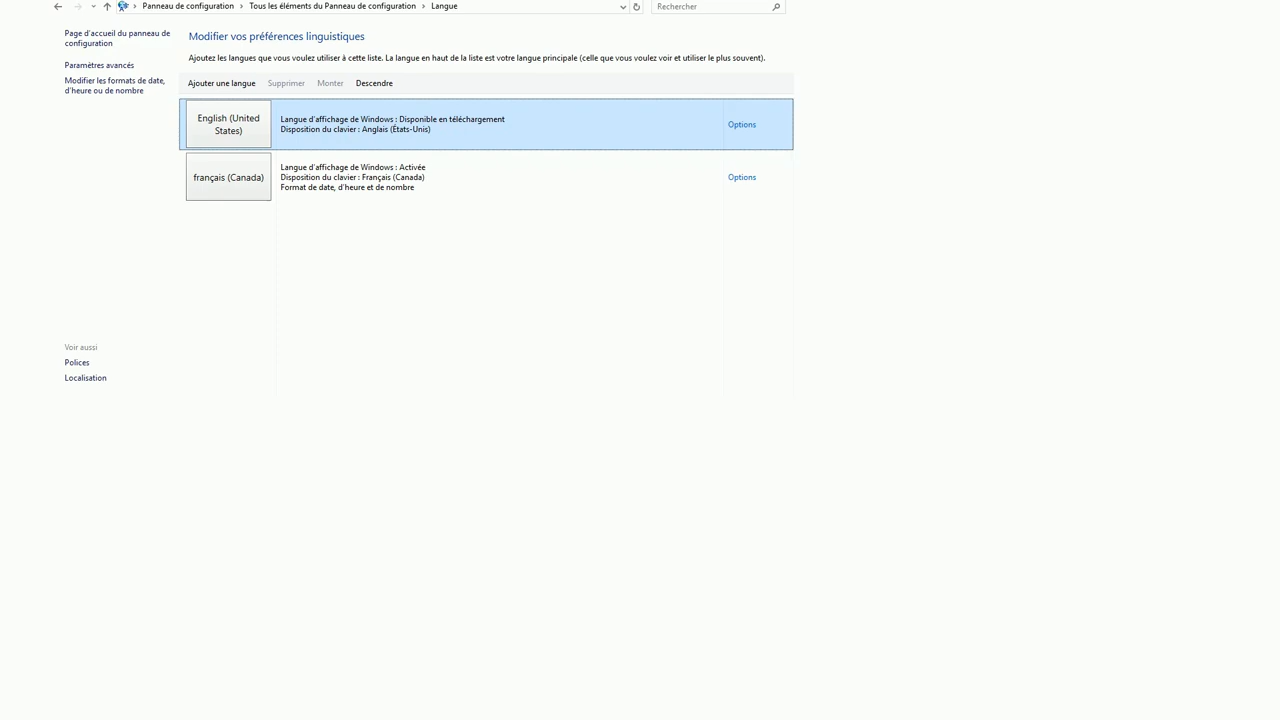 Panneau de configuration › Tous les éléments du Panneau de configuration › Langue
Rechercher
Page d'accueil du panneau de
configuration
Paramètres avancés
Modifier les formats de date,
d'heure ou de nombre
Modifier vos préférences linguistiques
Ajoutez les langues que vous voulez utiliser à cette liste. La langue en haut de la liste est votre langue principale (celle que vous voulez voir et utiliser le plus souvent).
Ajouter une langue Supprimer Monter Descendre
English (United
States)
Langue d'affichage de Windows : Disponible en téléchargement
Disposition du clavier : Anglais (États-Unis)
Options
français (Canada)
Langue d'affichage de Windows : Activée
Disposition du clavier : Français (Canada)
Format de date, d'heure et de nombre
Options
Voir aussi
Polices
Localisation